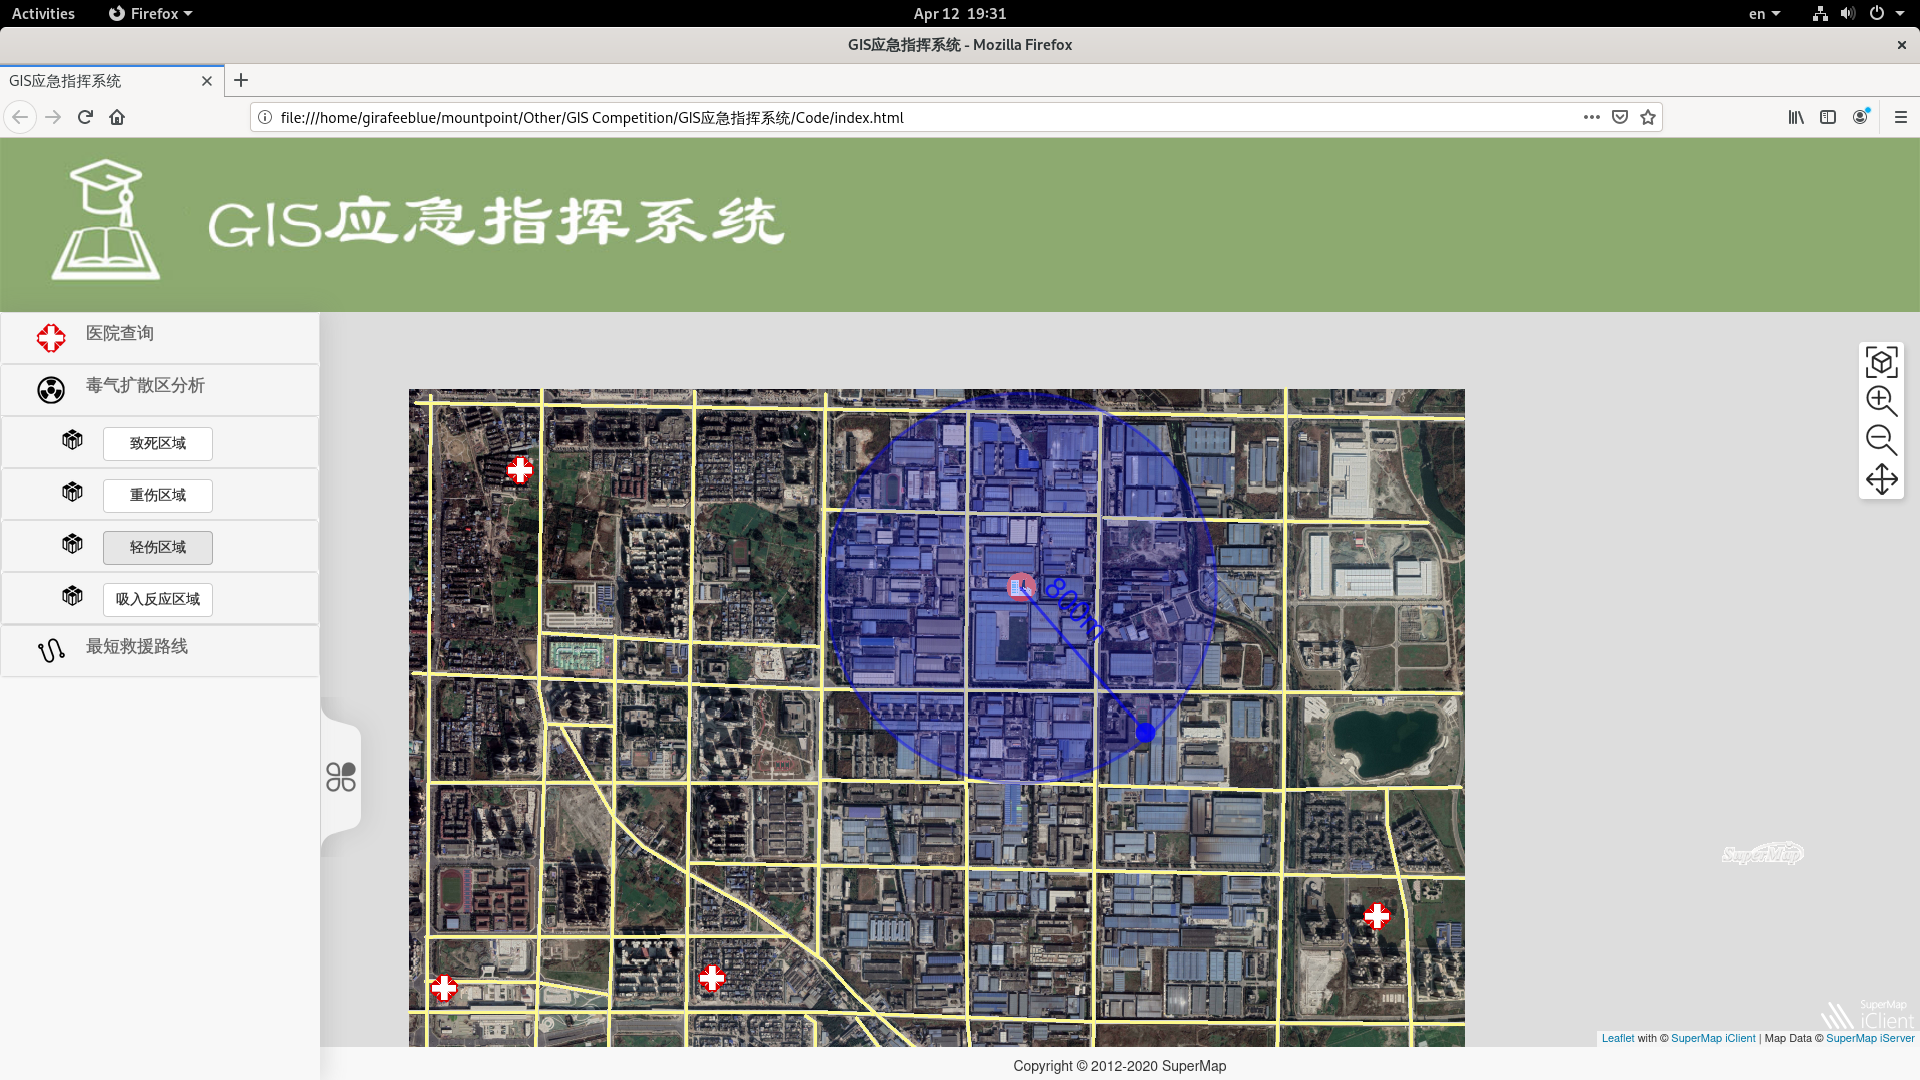 Activities
Firefox
Apr 12 19:31
en
GIS应急指挥系统 - Mozilla Firefox
GIS应急指挥系统
file:///home/girafeeblue/mountpoint/Other/GIS Competition/GIS应急指挥系统/Code/index.html
GIS应急指挥系统
医院查询
毒气扩散区分析
致死区域
重伤区域
轻伤区域
吸入反应区域
最短救援路线
800m
SuperMap
SuperMap
iClient
Leaflet with © SuperMap iClient | Map Data © SuperMap iServer
Copyright © 2012-2020 SuperMap